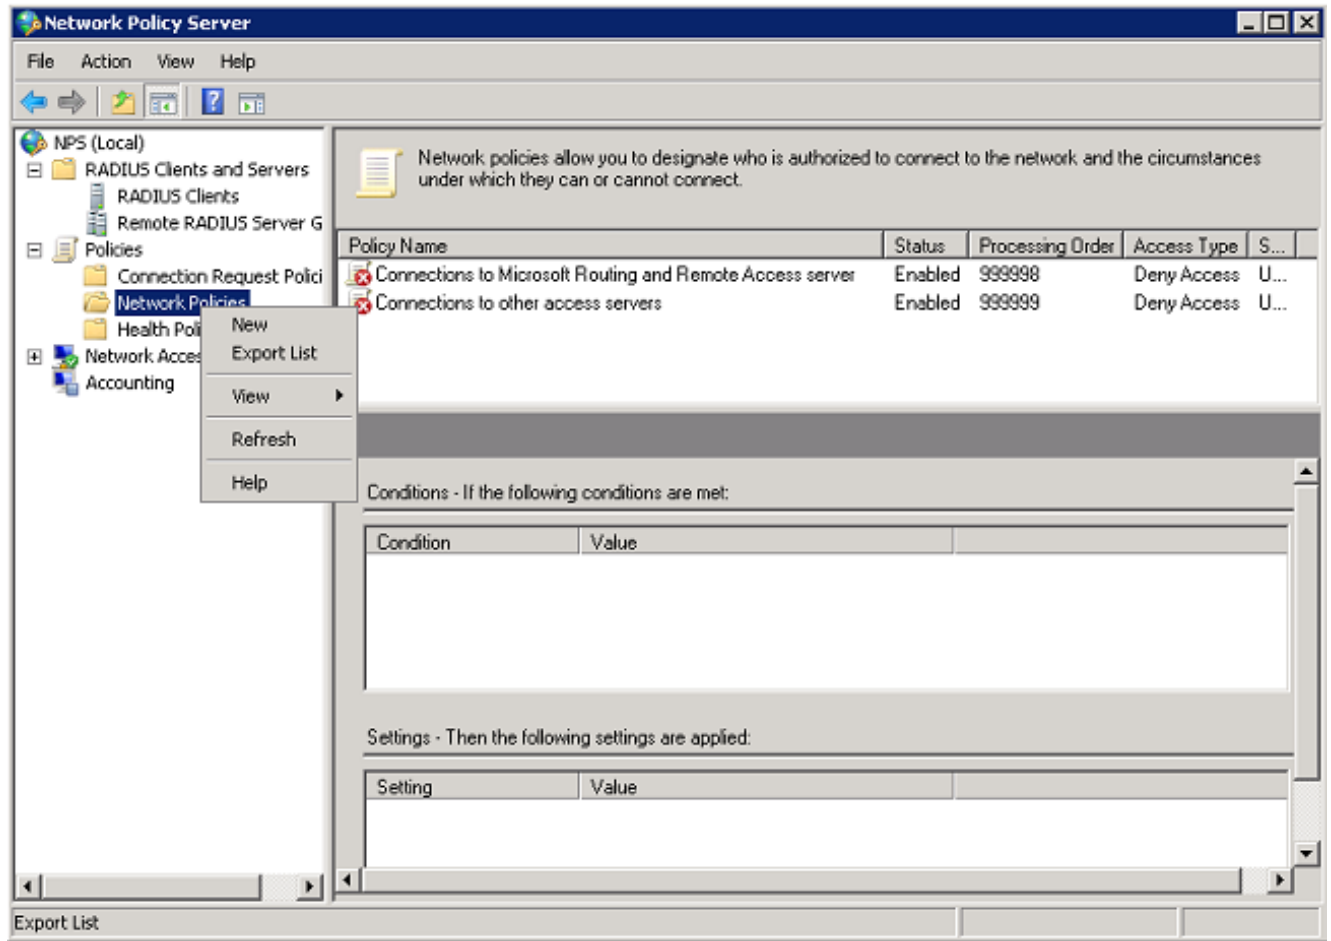 Network Policy Server
File Action View Help
NPS (Local)
RADIUS Clients and Servers
RADIUS Clients
Remote RADIUS Server G
Policies
Connection Request Polici
Network Policies
Health Poli
Network Acces
Accounting
New
Export List
View
Refresh
Help
Network policies allow you to designate who is authorized to connect to the network and the circumstances
under which they can or cannot connect.
Policy Name Status Processing Order Access Type S...
Connections to Microsoft Routing and Remote Access server Enabled 999998 Deny Access U...
Connections to other access servers Enabled 999999 Deny Access U...
Conditions - If the following conditions are met:
Condition Value
Settings - Then the following settings are applied:
Setting Value
Export List